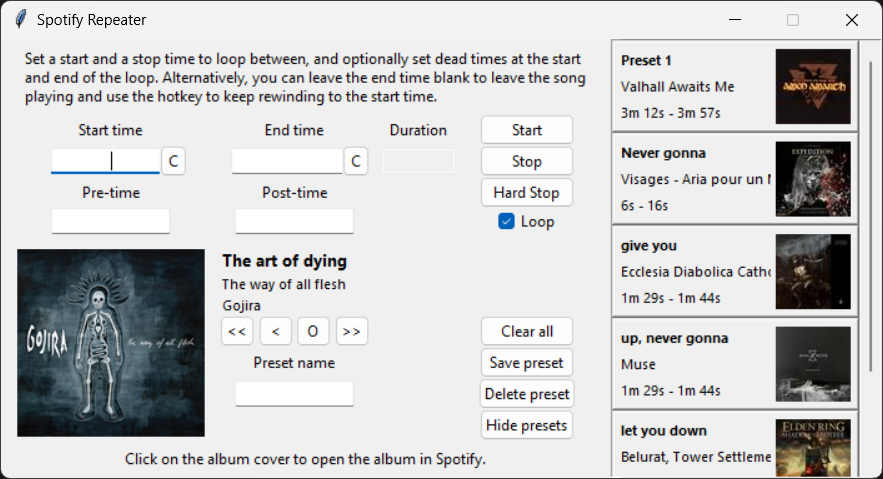 Spotify Repeater
Set a start and a stop time to loop between, and optionally set dead times at the start
and end of the loop. Alternatively, you can leave the end time blank to leave the song
playing and use the hotkey to keep rewinding to the start time.
Start time
End time
Duration
C
C
Pre-time
Post-time
Start
Stop
Hard Stop
Loop
GOJIRA
the way of all flesh
The art of dying
The way of all flesh
Gojira
<<
<
O
>>
Preset name
Clear all
Save preset
Delete preset
Hide presets
Click on the album cover to open the album in Spotify.
Preset 1
Valhall Awaits Me
3m 12s - 3m 57s
AMON AMARTH
Never gonna
Visages - Aria pour un
6s - 16s
EXPEDITION
give you
Ecclesia Diabolica Catho
1m 29s - 1m 44s
up, never gonna
Muse
1m 29s - 1m 44s
let you down
Belurat, Tower Settleme
ELDEN RING